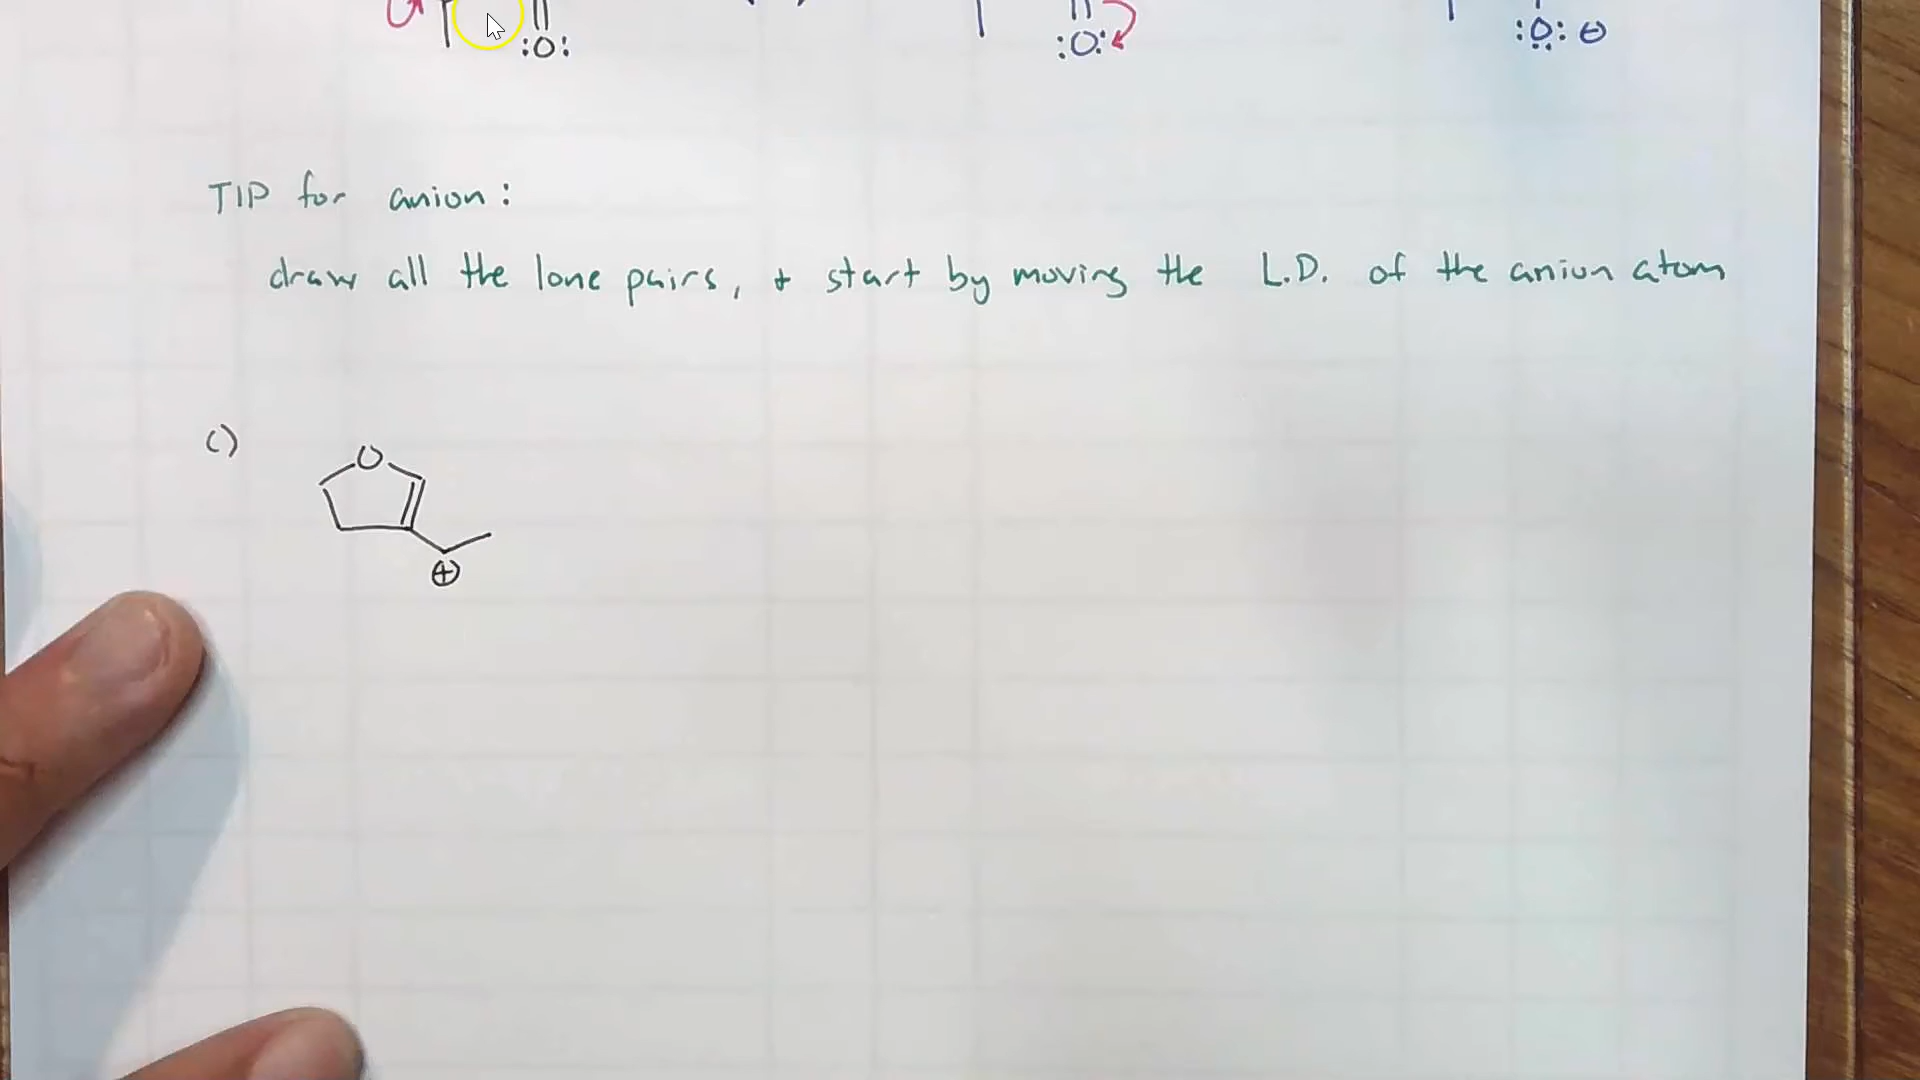 :O: :O: :O: ⊖
TIP for anion:
draw all the lone pairs, + start by moving the L.D. of the anion atom
c)
O
⊕